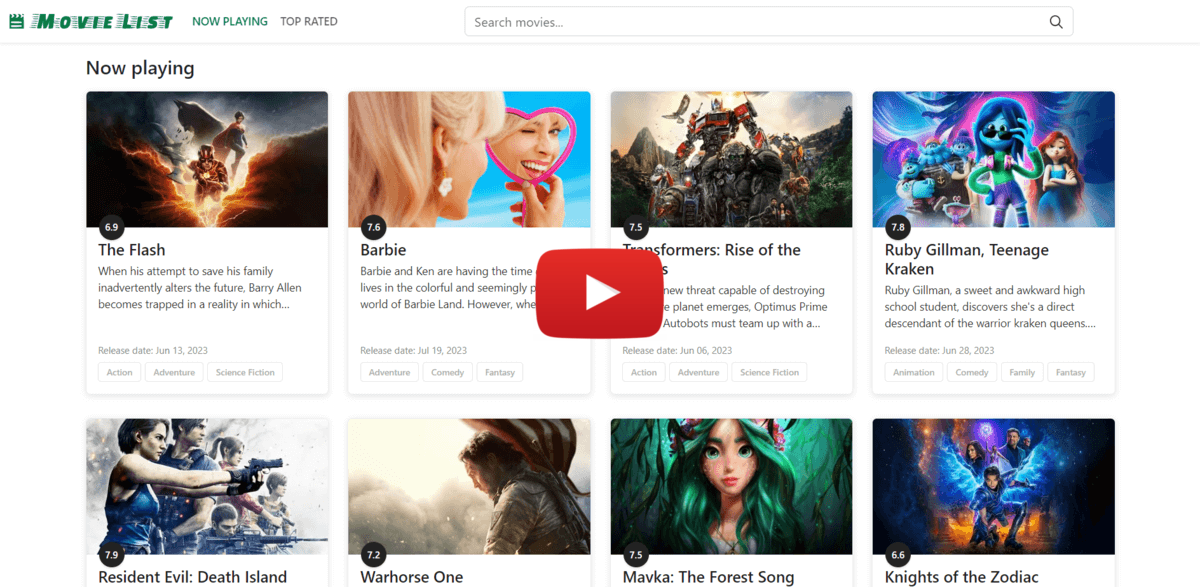 Movie List
NOW PLAYING
TOP RATED
Search movies...
Now playing
6.9
The Flash
When his attempt to save his family
inadvertently alters the future, Barry Allen
becomes trapped in a reality in which...
Release date: Jun 13, 2023
Action
Adventure
Science Fiction
7.6
Barbie
Barbie and Ken are having the time
lives in the colorful and seemingly
world of Barbie Land. However,
Release date: Jul 19, 2023
Adventure
Comedy
Fantasy
7.5
Transformers: Rise of the
new threat capable of destroying
planet emerges, Optimus Prime
Autobots must team up with a...
Release date: Jun 06, 2023
Action
Adventure
Science Fiction
7.8
Ruby Gillman, Teenage
Kraken
Ruby Gillman, a sweet and awkward high
school student, discovers she's a direct
descendant of the warrior kraken queens....
Release date: Jun 28, 2023
Animation
Comedy
Family
Fantasy
7.9
Resident Evil: Death Island
7.2
Warhorse One
7.5
Mavka: The Forest Song
6.6
Knights of the Zodiac